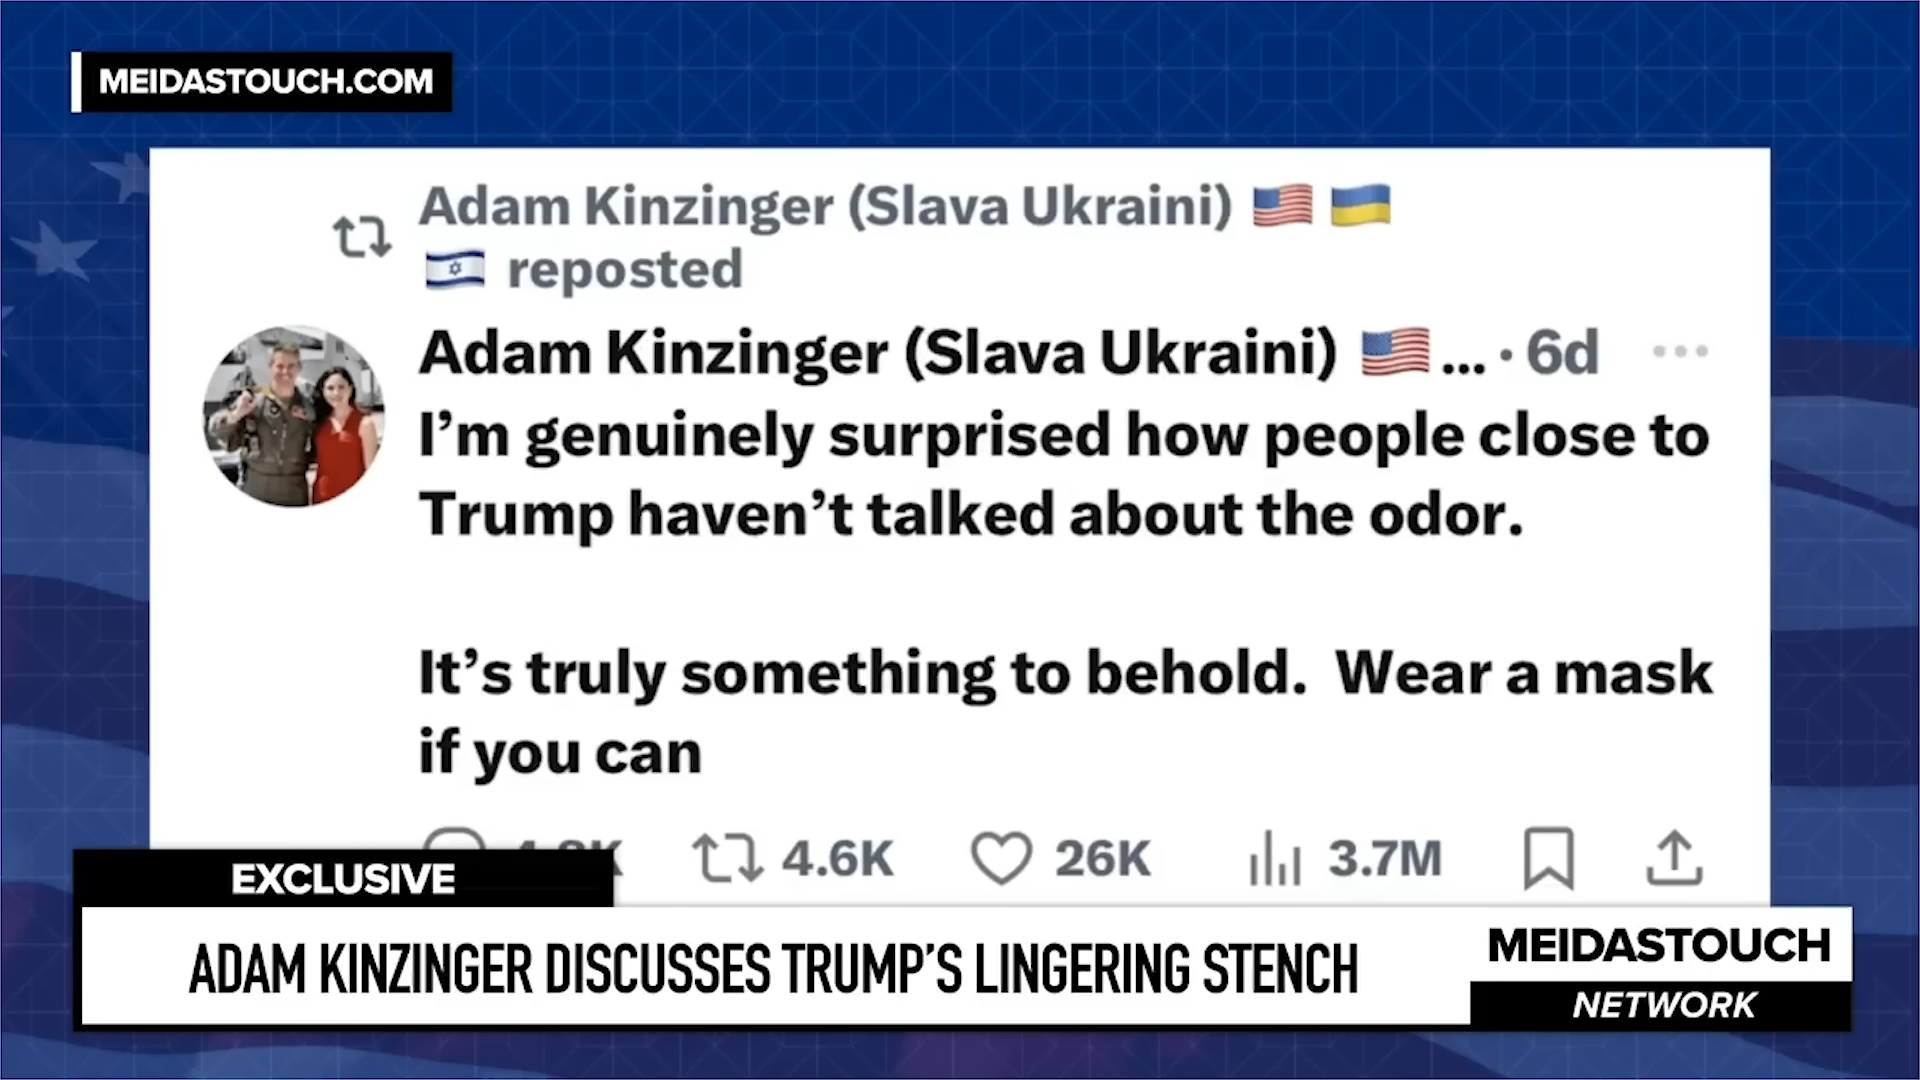 MEIDASTOUCH.COM
Adam Kinzinger (Slava Ukraini) 🇺🇸 🇺🇦
🇮🇱 reposted
Adam Kinzinger (Slava Ukraini) 🇺🇸 ... · 6d
I’m genuinely surprised how people close to
Trump haven’t talked about the odor.
It’s truly something to behold. Wear a mask
if you can
4.6K 26K 3.7M
EXCLUSIVE
ADAM KINZINGER DISCUSSES TRUMP’S LINGERING STENCH
MEIDASTOUCH
NETWORK